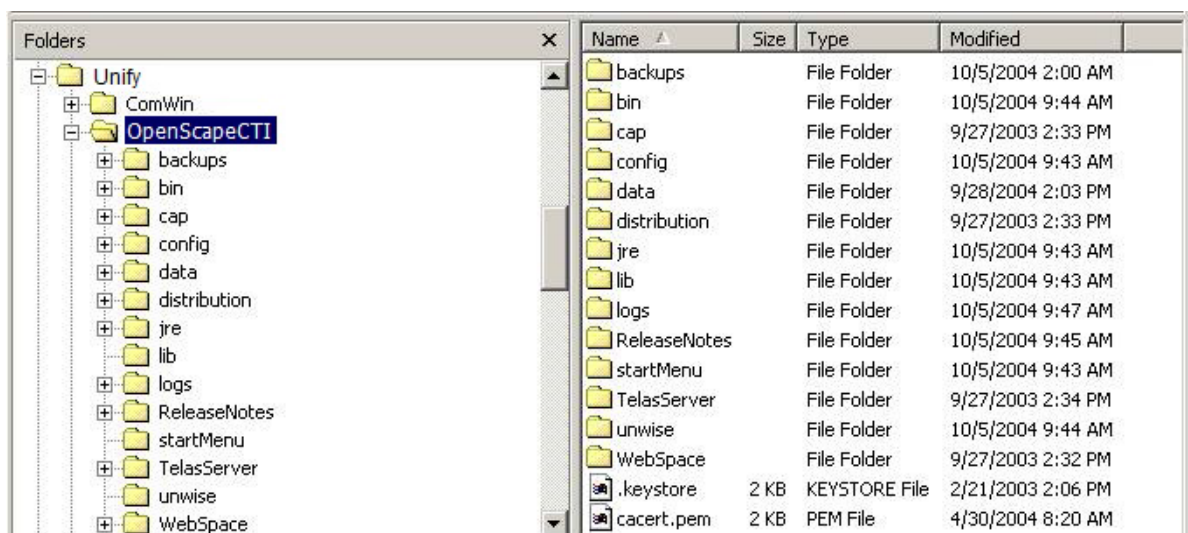 Folders
Unify
ComWin
OpenScapeCTI
backups
bin
cap
config
data
distribution
jre
lib
logs
ReleaseNotes
startMenu
TelasServer
unwise
WebSpace
Name Size Type Modified
backups File Folder 10/5/2004 2:00 AM
bin File Folder 10/5/2004 9:44 AM
cap File Folder 9/27/2003 2:33 PM
config File Folder 10/5/2004 9:43 AM
data File Folder 9/28/2004 2:03 PM
distribution File Folder 9/27/2003 2:33 PM
jre File Folder 10/5/2004 9:43 AM
lib File Folder 10/5/2004 9:43 AM
logs File Folder 10/5/2004 9:47 AM
ReleaseNotes File Folder 10/5/2004 9:45 AM
startMenu File Folder 10/5/2004 9:43 AM
TelasServer File Folder 9/27/2003 2:34 PM
unwise File Folder 10/5/2004 9:44 AM
WebSpace File Folder 9/27/2003 2:32 PM
.keystore 2 KB KEYSTORE File 2/21/2003 2:06 PM
cacert.pem 2 KB PEM File 4/30/2004 8:20 AM